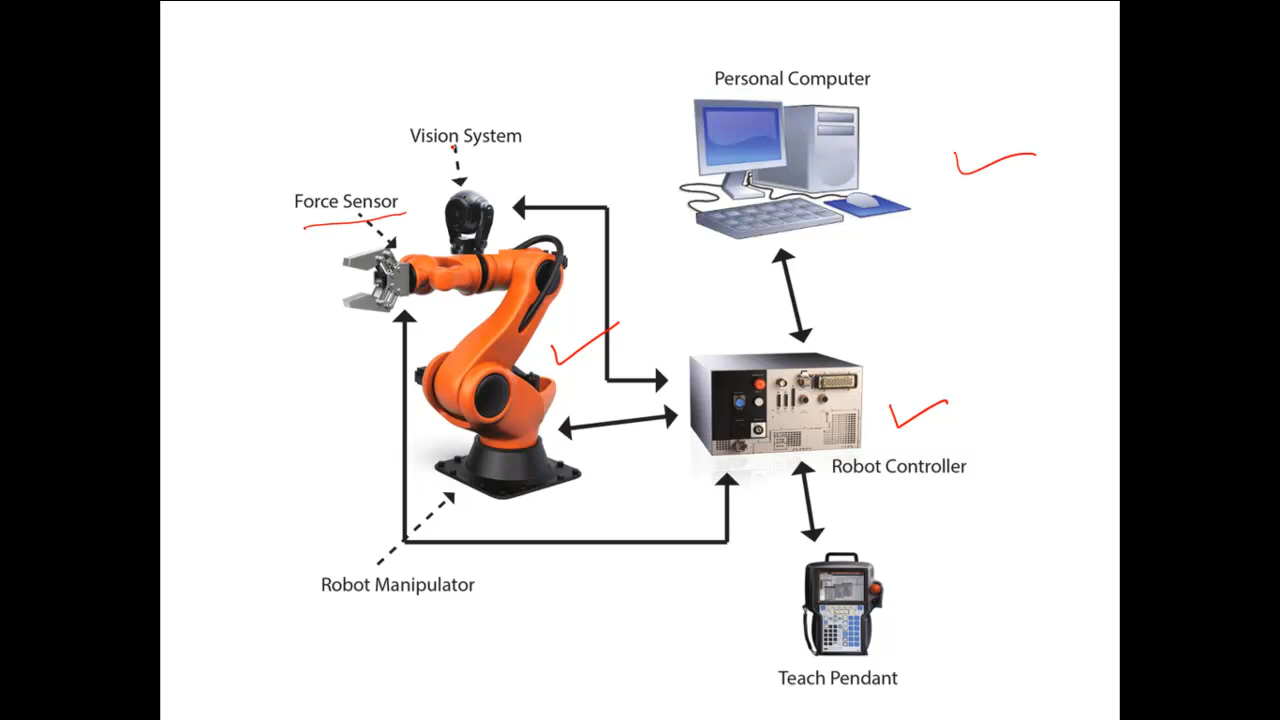 Personal Computer
Vision System
Force Sensor
Robot Controller
Robot Manipulator
Teach Pendant